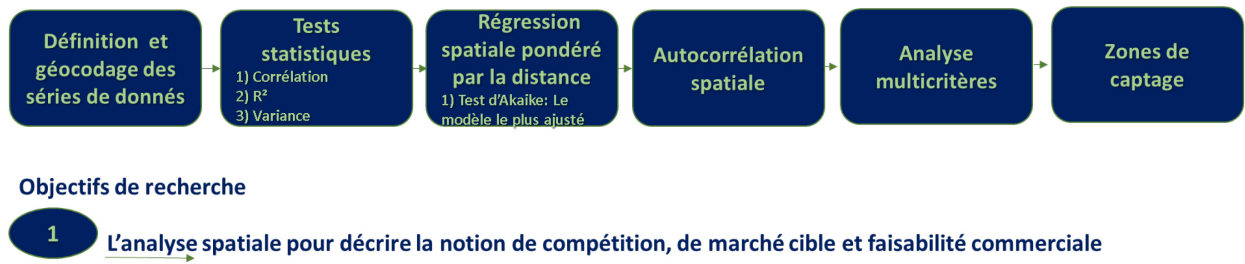 Définition et
géocodage des
séries de donnés
Tests
statistiques
1) Corrélation
2) R²
3) Variance
Régression
spatiale pondéré
par la distance
1) Test d'Akaike: Le
modèle le plus ajusté
Autocorrélation
spatiale
Analyse
multicritères
Zones de
captage
Objectifs de recherche
1
L'analyse spatiale pour décrire la notion de compétition, de marché cible et faisabilité commerciale